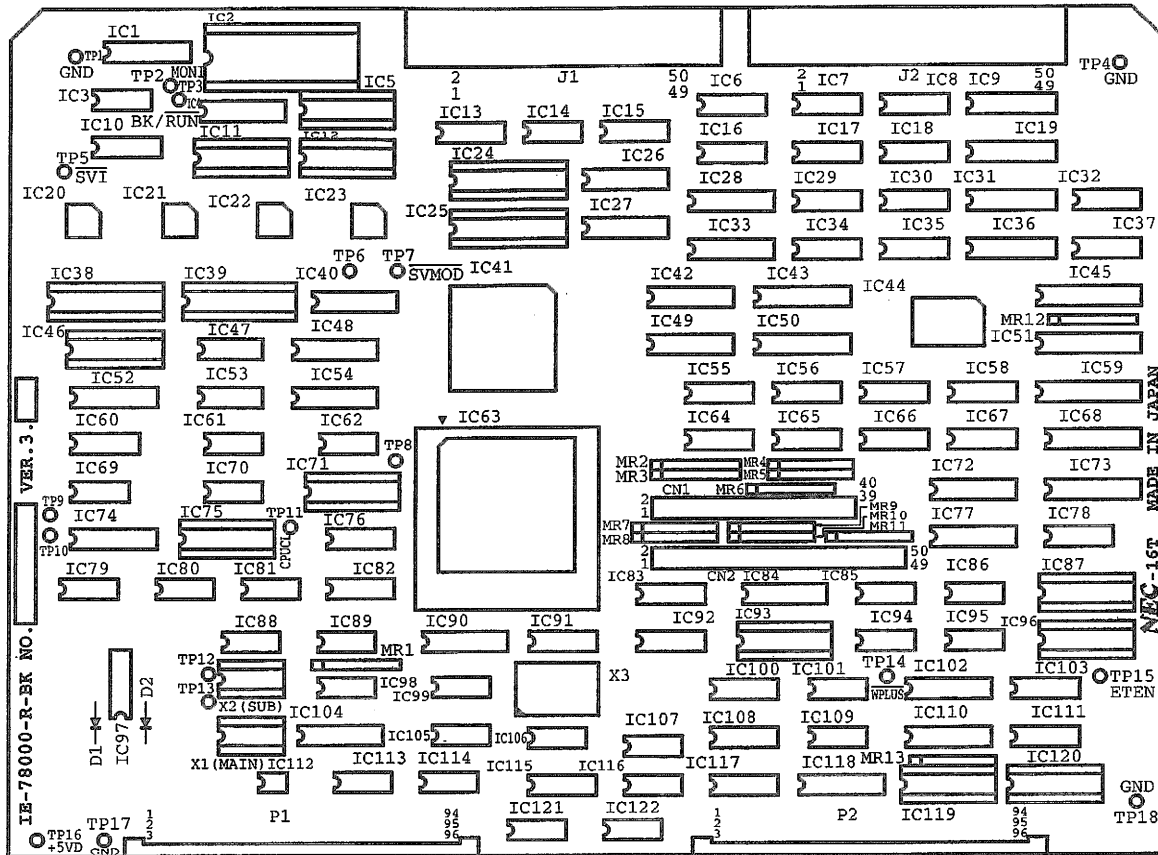 IC1
IC2
TP1
GND
TP2
MON1
TP3
IC5
IC3
IC4
BK/RUN
IC10
IC11
IC12
TP5
SVI
J1
2
1
50
49
IC6
2
1
IC7
J2
IC8
IC9
50
49
TP4
GND
IC13
IC14
IC15
IC16
IC17
IC18
IC19
IC24
IC26
IC20
IC21
IC22
IC23
IC25
IC27
IC28
IC29
IC30
IC31
IC32
IC33
IC34
IC35
IC36
IC37
TP6
TP7
SVMOD
IC38
IC39
IC40
IC41
IC42
IC43
IC44
IC45
MR12
IC46
IC47
IC48
IC49
IC50
IC51
IC52
IC53
IC54
IC55
IC56
IC57
IC58
IC59
IC60
IC61
IC62
IC63
IC64
IC65
IC66
IC67
IC68
TP8
IC69
IC70
IC71
MR2
MR3
MR4
MR5
MR6
IC72
IC73
CN1
2
1
40
39
TP9
TP10
IC74
IC75
TP11
CPUCL
IC76
MR7
MR8
MR9
MR10
MR11
IC77
IC78
2
1
50
49
CN2
IC79
IC80
IC81
IC82
IC83
IC84
IC85
IC86
IC87
IC88
IC89
IC90
IC91
IC92
IC93
IC94
IC95
IC96
MR1
TP12
TP13
X2(SUB)
IC98
IC99
X3
IC100
IC101
TP14
WPLUS
IC102
IC103
TP15
ETEN
D1
IC97
D2
IC104
IC105
IC106
IC107
IC108
IC109
IC110
IC111
X1(MAIN)
IC112
IC113
IC114
IC115
IC116
IC117
IC118
MR13
IC119
IC120
GND
TP18
IC121
IC122
P1
1
2
3
94
95
96
P2
1
2
3
94
95
96
TP16
+5VD
TP17
GND
IE-78000-R-BK NO.
VER.3.
NEC-16T MADE IN JAPAN